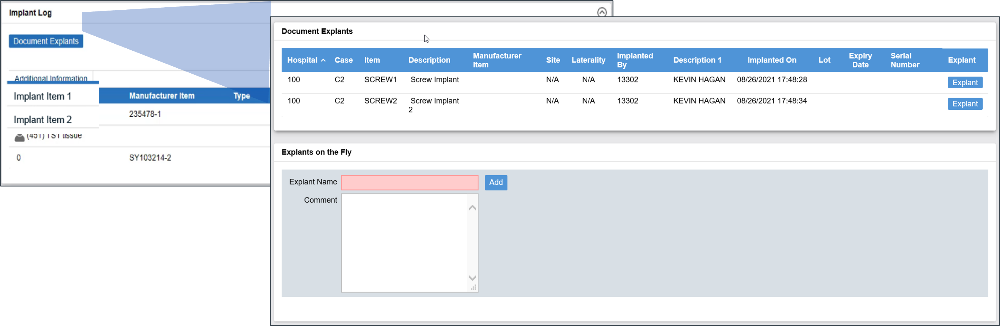 Implant Log
Document Explants
Additional Information
Implant Item 1
Implant Item 2
Manufacturer Item Type
235478-1
(451) TST tissue
0 SY103214-2
Document Explants
Hospital Case Item Description Manufacturer Item Site Laterality Implanted By Description 1 Implanted On Lot Expiry Date Serial Number Explant
100 C2 SCREW1 Screw Implant N/A N/A 13302 KEVIN HAGAN 08/26/2021 17:48:28 Explant
100 C2 SCREW2 Screw Implant 2 N/A N/A 13302 KEVIN HAGAN 08/26/2021 17:48:34 Explant
Explants on the Fly
Explant Name Add
Comment